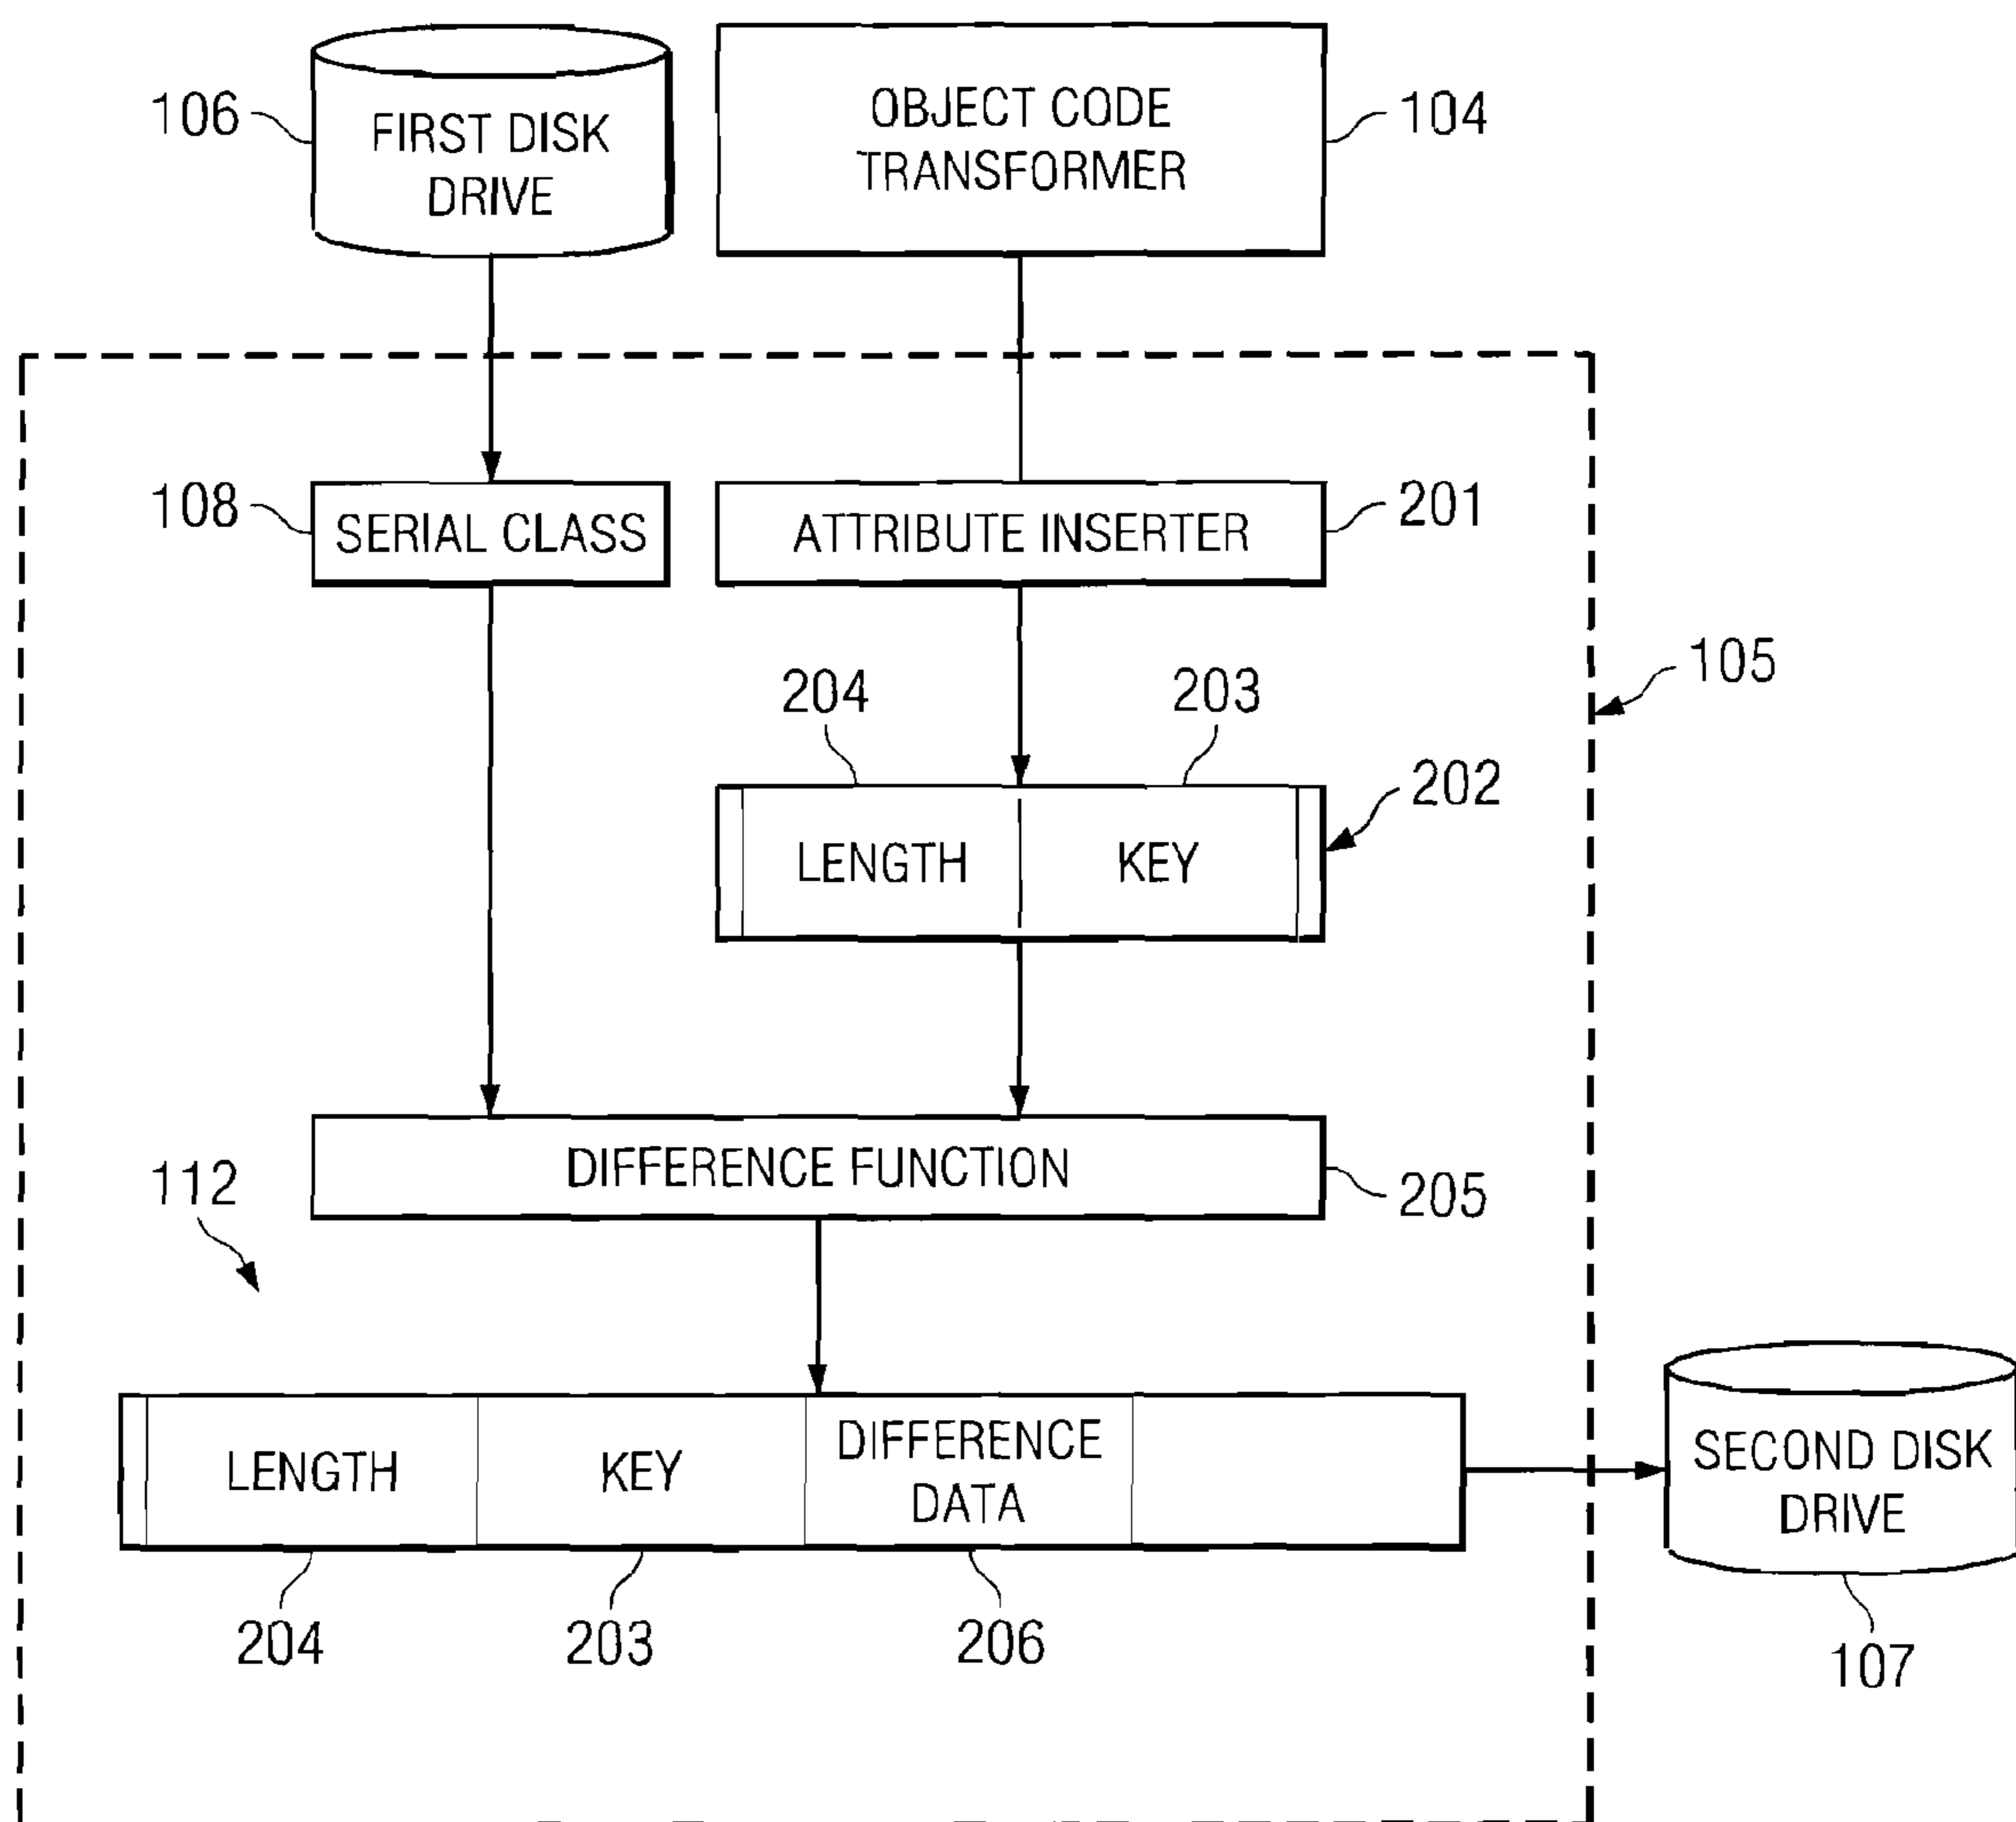 106
FIRST DISK
DRIVE
OBJECT CODE
TRANSFORMER
104
108
SERIAL CLASS
ATTRIBUTE INSERTER
201
105
204
203
202
LENGTH
KEY
DIFFERENCE FUNCTION
205
112
LENGTH
KEY
DIFFERENCE
DATA
SECOND DISK
DRIVE
204
203
206
107